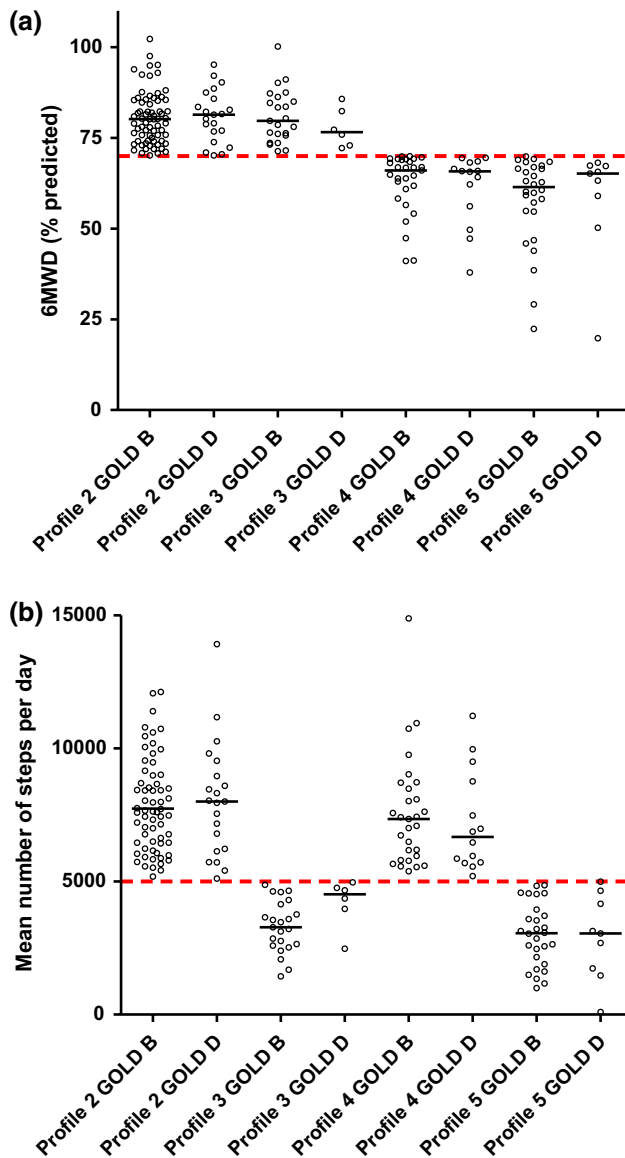 (a)
100
75
50
25
0
6MWD (% predicted)
Profile 2 GOLD B
Profile 2 GOLD D
Profile 3 GOLD B
Profile 3 GOLD D
Profile 4 GOLD B
Profile 4 GOLD D
Profile 5 GOLD B
Profile 5 GOLD D
(b)
15000
10000
5000
0
Mean number of steps per day
Profile 2 GOLD B
Profile 2 GOLD D
Profile 3 GOLD B
Profile 3 GOLD D
Profile 4 GOLD B
Profile 4 GOLD D
Profile 5 GOLD B
Profile 5 GOLD D